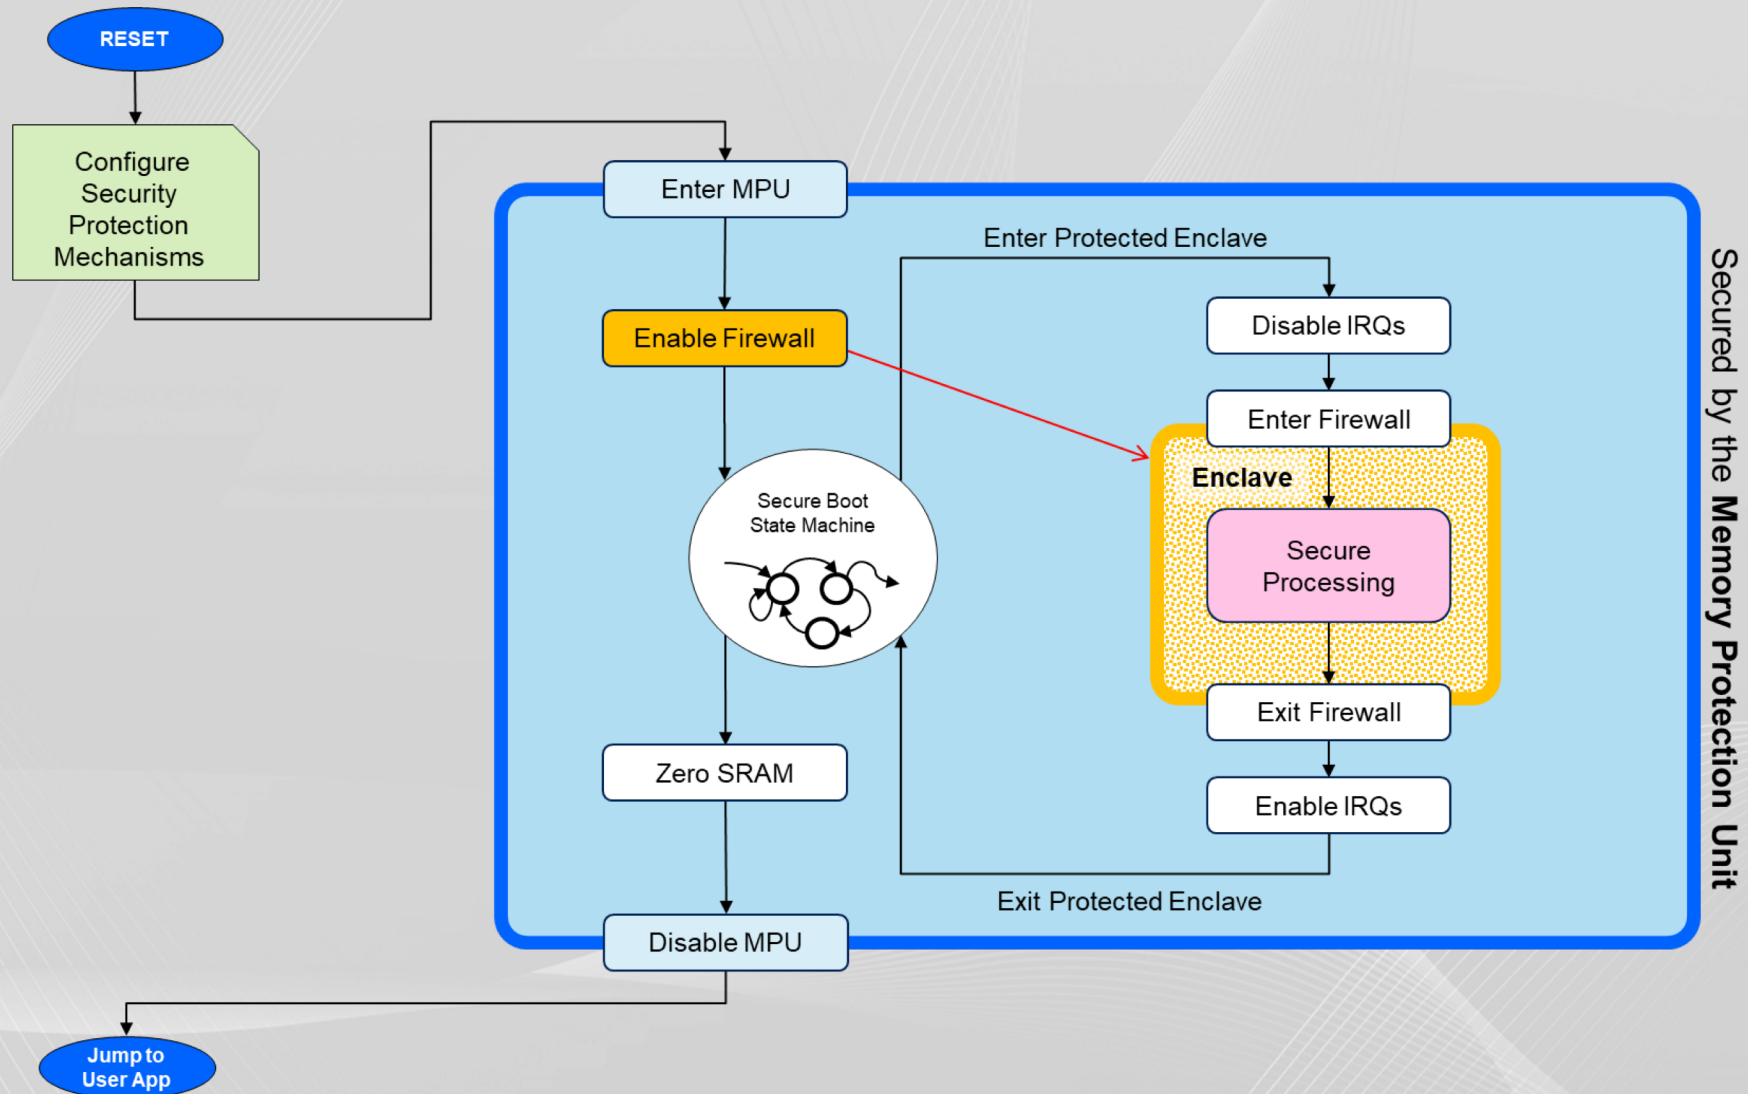 RESET
Configure
Security
Protection
Mechanisms
Enter MPU
Enable Firewall
Secure Boot
State Machine
Zero SRAM
Disable MPU
Jump to
User App
Enter Protected Enclave
Disable IRQs
Enter Firewall
Enclave
Secure
Processing
Exit Firewall
Enable IRQs
Exit Protected Enclave
Secured by the Memory Protection Unit